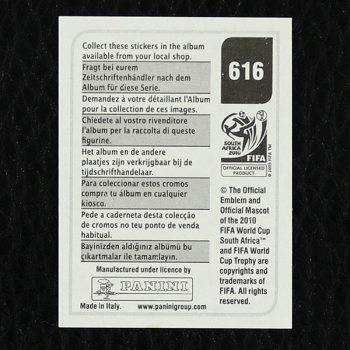 Collect these stickers in the album
available from your local shop.
Fragt bei eurem
Zeitschriftenhändler nach dem
Album für diese Serie.
Demandez à votre détaillant l'Album
pour la collection de ces images.
Chiedete al vostro rivenditore
l'album per la raccolta di queste
figurine.
Het album en de andere
plaatjes zijn verkrijgbaar bij de
tijdschrifthandelaar.
Para coleccionar estos cromos
compra tu álbum en cualquier
kiosco.
Pede a caderneta desta colecção
de cromos no teu ponto de venda
habitual.
Bayinizden aldığınız albümü bu
çıkartmalar ile tamamlayın.
Manufactured under licence by
PANINI
Made in Italy. www.paninigroup.com
616
SOUTH AFRICA
2010
FIFA
OFFICIAL LICENSED
PRODUCT
© The Official
Emblem and
Official Mascot
of the 2010
FIFA World Cup
South Africa™
and FIFA World
Cup Trophy are
copyrights and
trademarks of
FIFA. All rights
reserved.